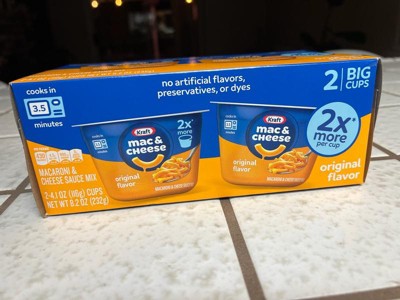 cooks in
3.5
minutes
no artificial flavors,
preservatives, or dyes
2 BIG
CUPS
Kraft
mac &
cheese
2x*
more
original
flavor
Kraft
mac &
cheese
original
flavor
2x*
more
per cup
original
flavor
MACARONI &
CHEESE SAUCE MIX
2-4.1 OZ (116g) CUPS
NET WT 8.2 OZ (232g)